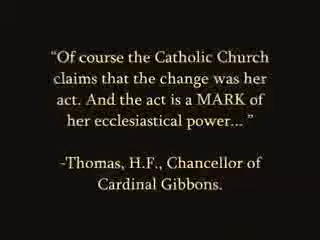 “Of course the Catholic Church
claims that the change was her
act. And the act is a MARK of
her ecclesiastical power... ”
-Thomas, H.F., Chancellor of
Cardinal Gibbons.